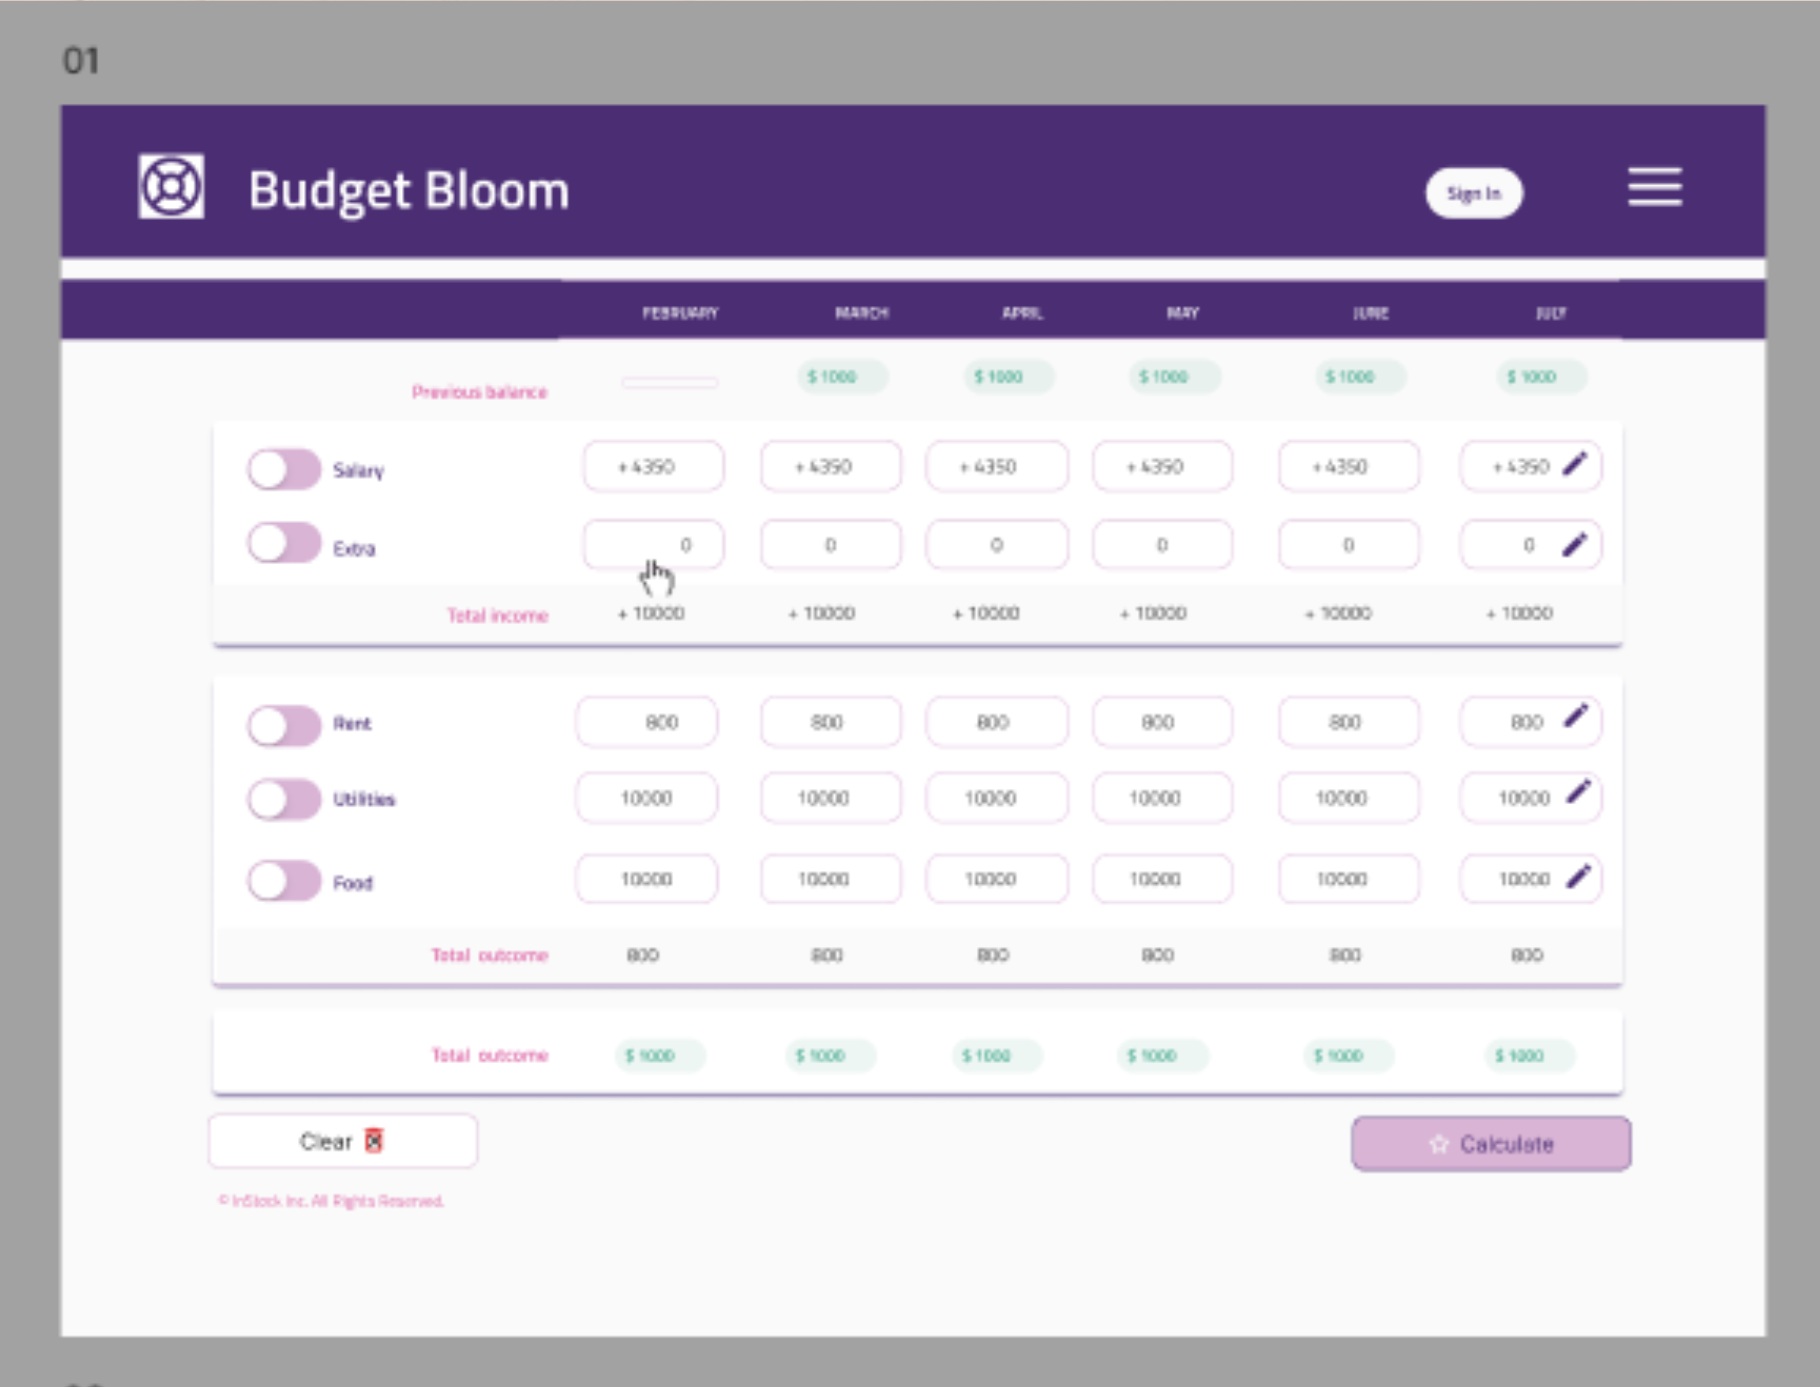 01
Budget Bloom
Sign In
FEBRUARY MARCH APRIL MAY JUNE JULY
Previous balance $ 1000 $ 1000 $ 1000 $ 1000 $ 1000
Salary + 4350 + 4350 + 4350 + 4350 + 4350 + 4350
Extra 0 0 0 0 0 0
Total income + 10000 + 10000 + 10000 + 10000 + 10000 + 10000
Rent 800 800 800 800 800 800
Utilities 10000 10000 10000 10000 10000 10000
Food 10000 10000 10000 10000 10000 10000
Total outcome 800 800 800 800 800 800
Total outcome $ 1000 $ 1000 $ 1000 $ 1000 $ 1000 $ 1000
Clear
Calculate
© InStock Inc. All Rights Reserved.